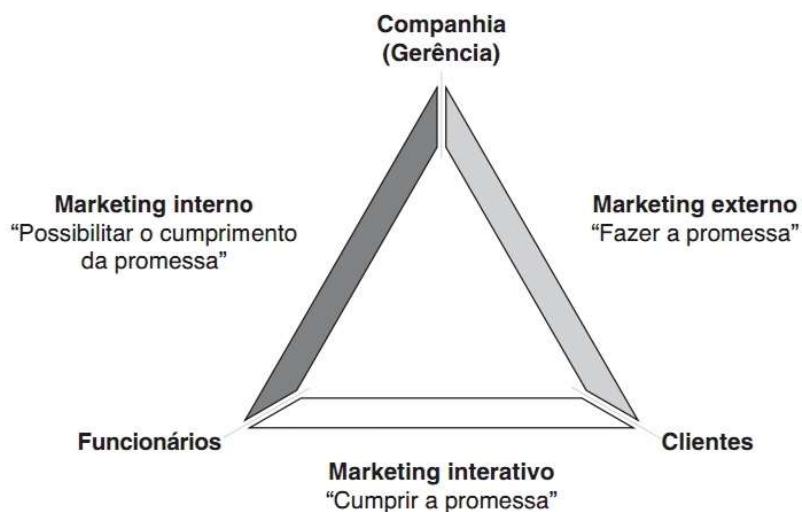 Companhia
(Gerência)
Marketing interno
“Possibilitar o cumprimento
da promessa”
Marketing externo
“Fazer a promessa”
Funcionários
Clientes
Marketing interativo
“Cumprir a promessa”